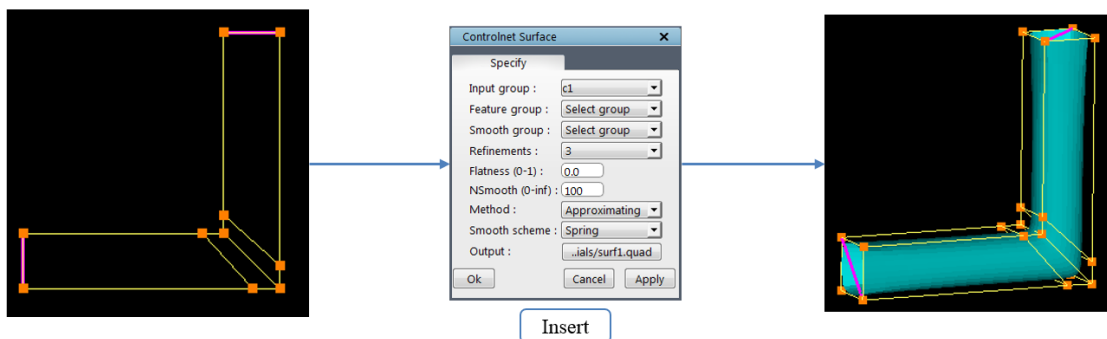 Controlnet Surface ×
Specify
Input group : c1
Feature group : Select group
Smooth group : Select group
Refinements : 3
Flatness (0-1) : 0.0
NSmooth (0-inf) : 100
Method : Approximating
Smooth scheme : Spring
Output : ..ials/surf1.quad
Ok Cancel Apply
Insert